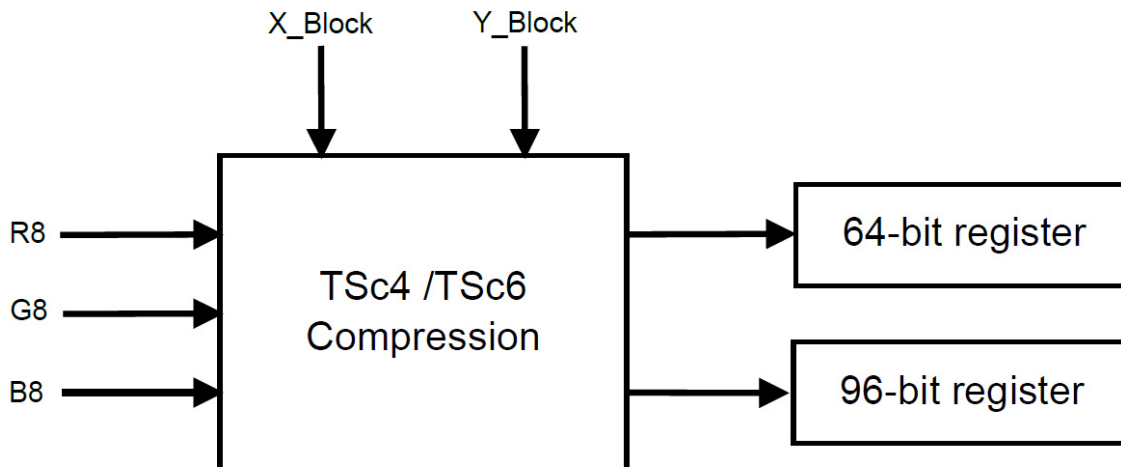 X_Block
Y_Block
R8
G8
B8
TSc4 /TSc6
Compression
64-bit register
96-bit register